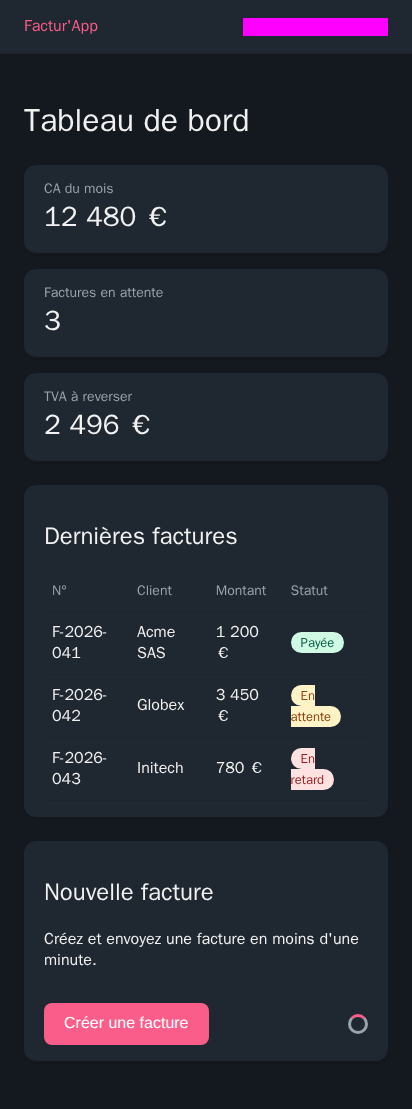 Factur'App
Tableau de bord
CA du mois
12 480 €
Factures en attente
3
TVA à reverser
2 496 €
Dernières factures
N° Client Montant Statut
F-2026-041 Acme SAS 1 200 € Payée
F-2026-042 Globex 3 450 € En attente
F-2026-043 Initech 780 € En retard
Nouvelle facture
Créez et envoyez une facture en moins d'une
minute.
Créer une facture